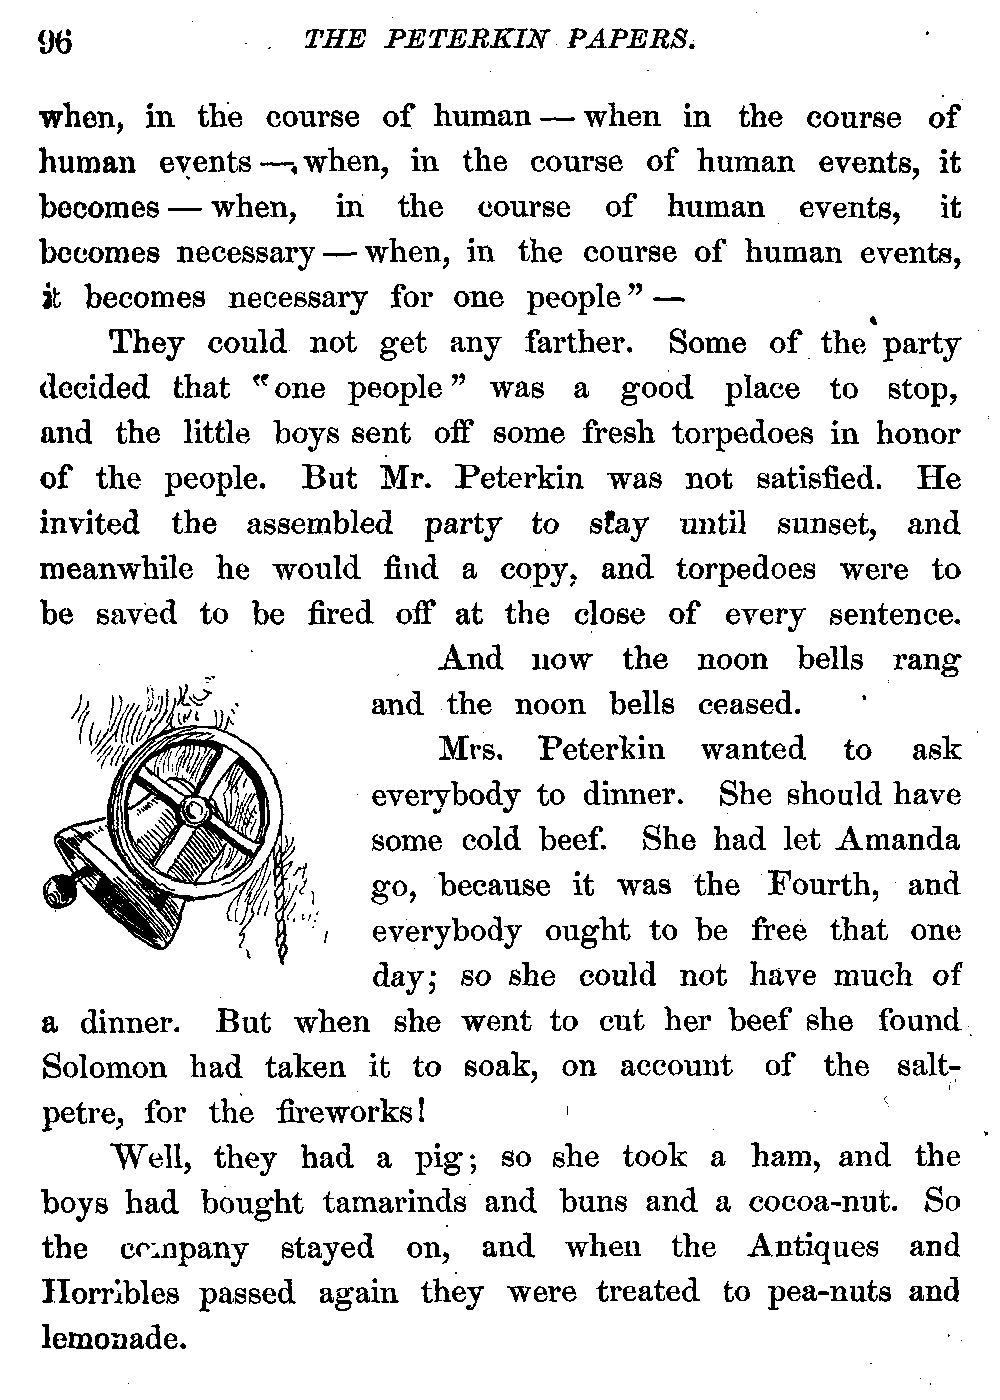 96 THE PETERKIN PAPERS.
when, in the course of human — when in the course of
human events —, when, in the course of human events, it
becomes — when, in the course of human events, it
becomes necessary — when, in the course of human events,
it becomes necessary for one people" —
They could not get any farther. Some of the party
decided that "one people" was a good place to stop,
and the little boys sent off some fresh torpedoes in honor
of the people. But Mr. Peterkin was not satisfied. He
invited the assembled party to stay until sunset, and
meanwhile he would find a copy, and torpedoes were to
be saved to be fired off at the close of every sentence.
And now the noon bells rang
and the noon bells ceased.
Mrs. Peterkin wanted to ask
everybody to dinner. She should have
some cold beef. She had let Amanda
go, because it was the Fourth, and
everybody ought to be free that one
day; so she could not have much of
a dinner. But when she went to cut her beef she found
Solomon had taken it to soak, on account of the salt-
petre, for the fireworks!
Well, they had a pig; so she took a ham, and the
boys had bought tamarinds and buns and a cocoa-nut. So
the company stayed on, and when the Antiques and
Horribles passed again they were treated to pea-nuts and
lemonade.